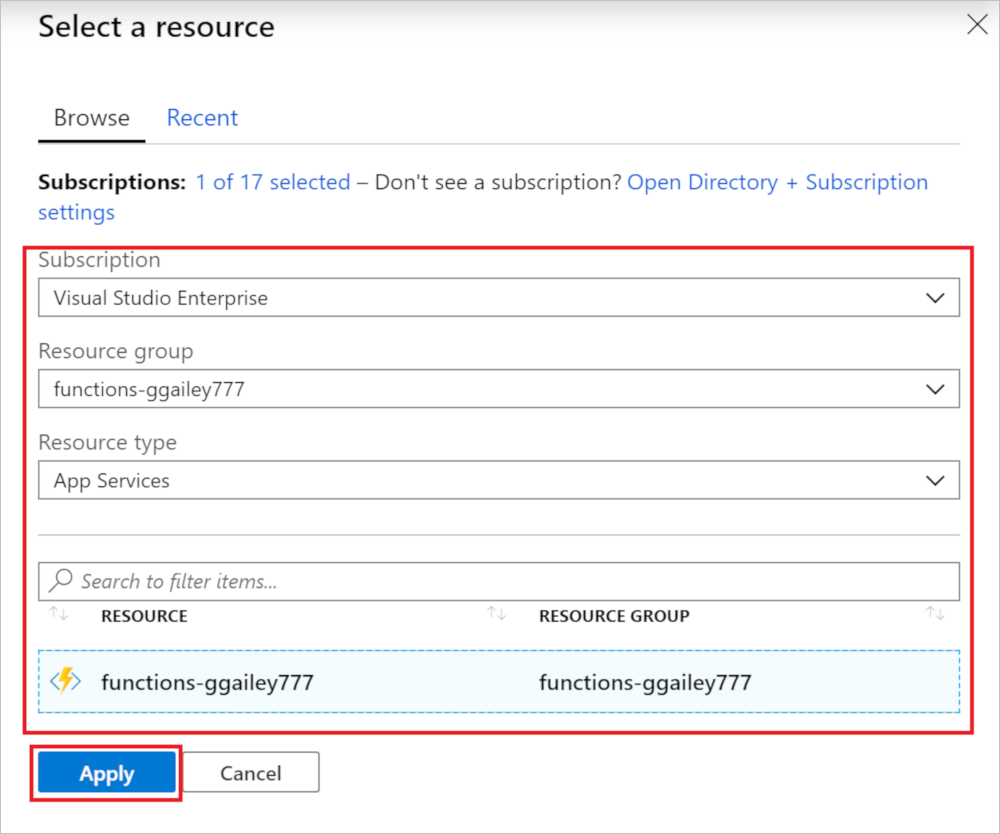 Select a resource
Browse Recent
Subscriptions: 1 of 17 selected – Don't see a subscription? Open Directory + Subscription
settings
Subscription
Visual Studio Enterprise
Resource group
functions-ggailey777
Resource type
App Services
Search to filter items...
RESOURCE RESOURCE GROUP
functions-ggailey777 functions-ggailey777
Apply Cancel